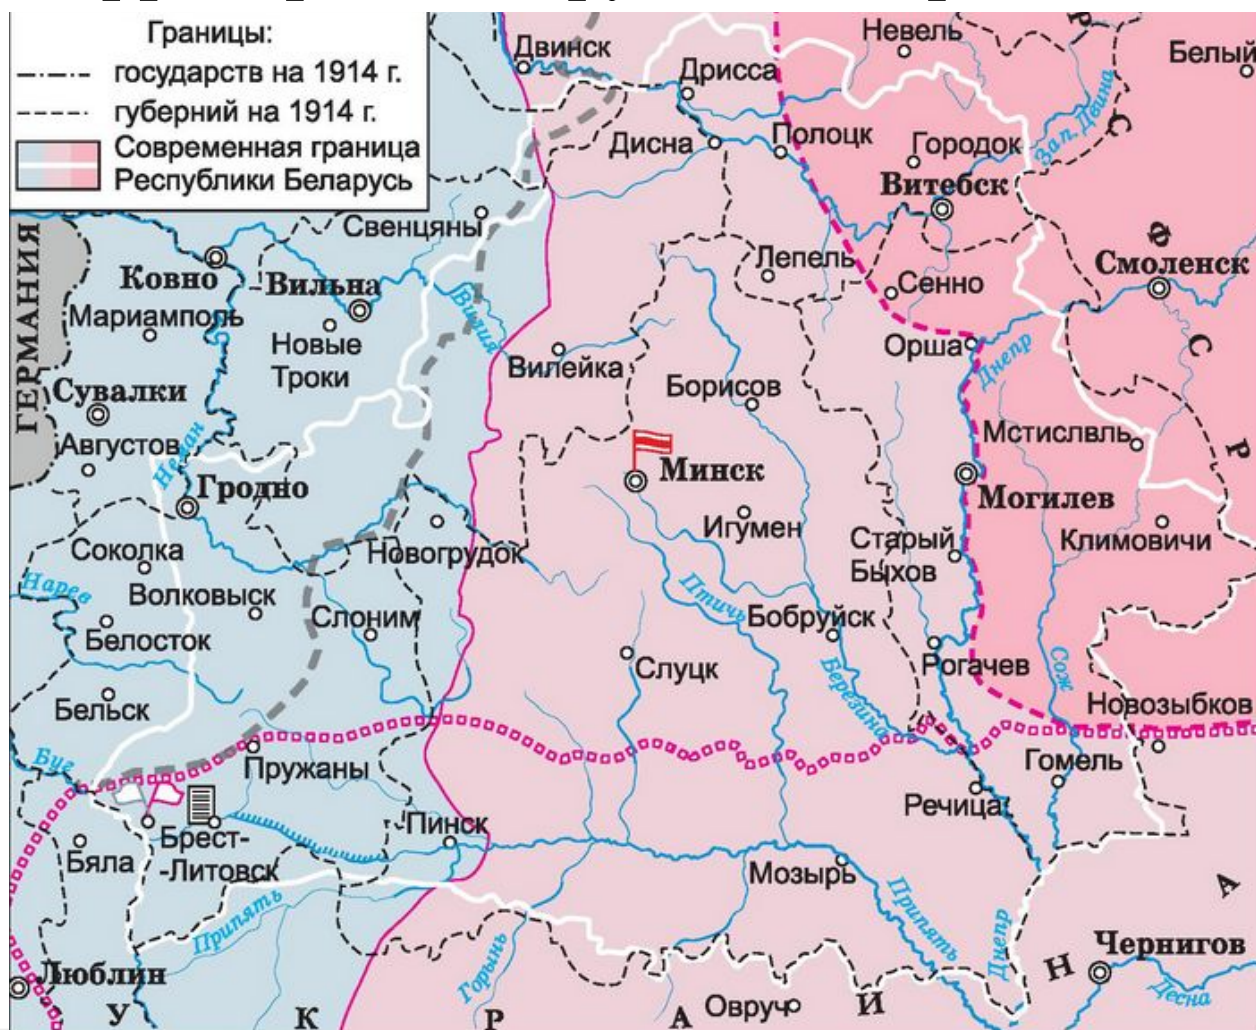 Границы:
государств на 1914 г.
губерний на 1914 г.
Современная граница
Республики Беларусь
Двинск
Невель
Белый
Дрисса
Дисна
Полоцк
Городок
Зап. Двина
Витебск
Р
С
Ф
С
Р
Свенцяны
Лепель
Сенно
Смоленск
ГЕРМАНИЯ
Ковно
Вильна
Мариамполь
Новые
Троки
Вилия
Вилейка
Орша
Днепр
Борисов
Сувалки
Августов
Неман
Гродно
Минск
Мстислвль
Могилев
Игумен
Новогрудок
Старый
Быхов
Климовичи
Соколка
Нарев
Волковыск
Белосток
Слоним
Птичь
Бобруйск
Слуцк
Рогачев
Березина
Сож
Бельск
Новозыбков
Буг
Пружаны
Гомель
Речица
Бяла
Брест-
-Литовск
Пинск
Мозырь
Припять
Припять
Горынь
Днепр
Чернигов
Десна
Люблин
Овруч
У К Р А И Н А